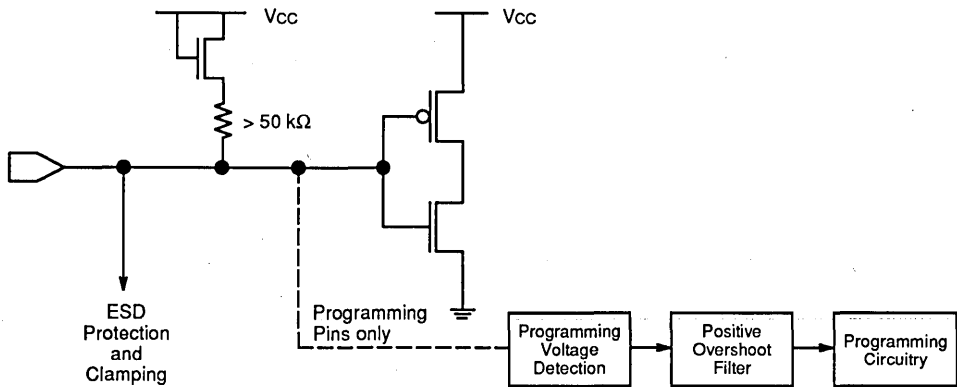 VCC
VCC
> 50 kΩ
ESD
Protection
and
Clamping
Programming
Pins only
Programming
Voltage
Detection
Positive
Overshoot
Filter
Programming
Circuitry